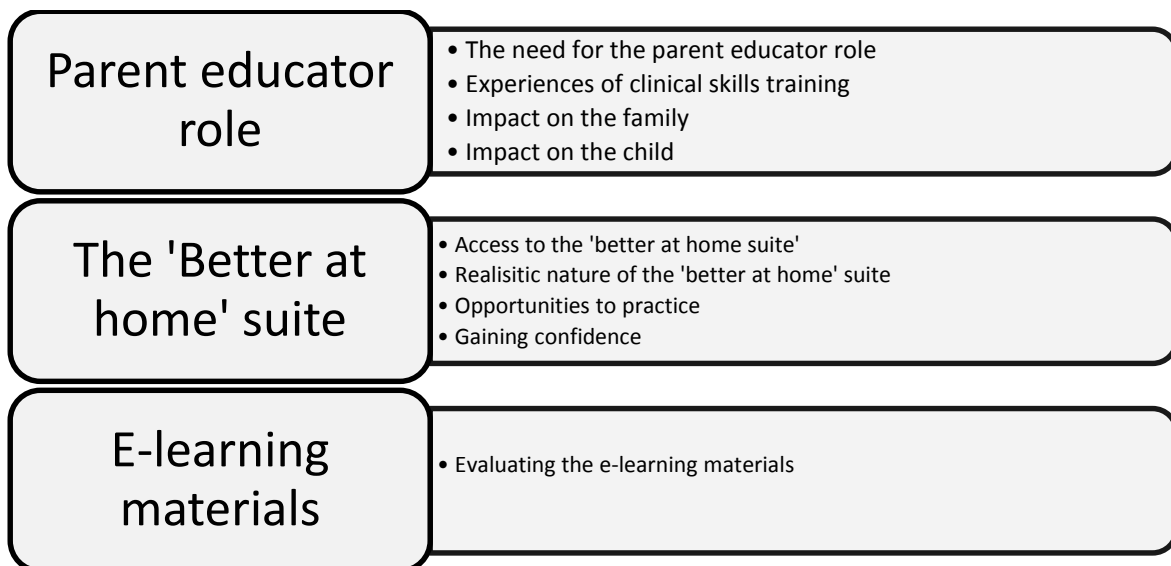 Parent educator
role
• The need for the parent educator role
• Experiences of clinical skills training
• Impact on the family
• Impact on the child
The 'Better at
home' suite
• Access to the 'better at home suite'
• Realisitic nature of the 'better at home' suite
• Opportunities to practice
• Gaining confidence
E-learning
materials
• Evaluating the e-learning materials